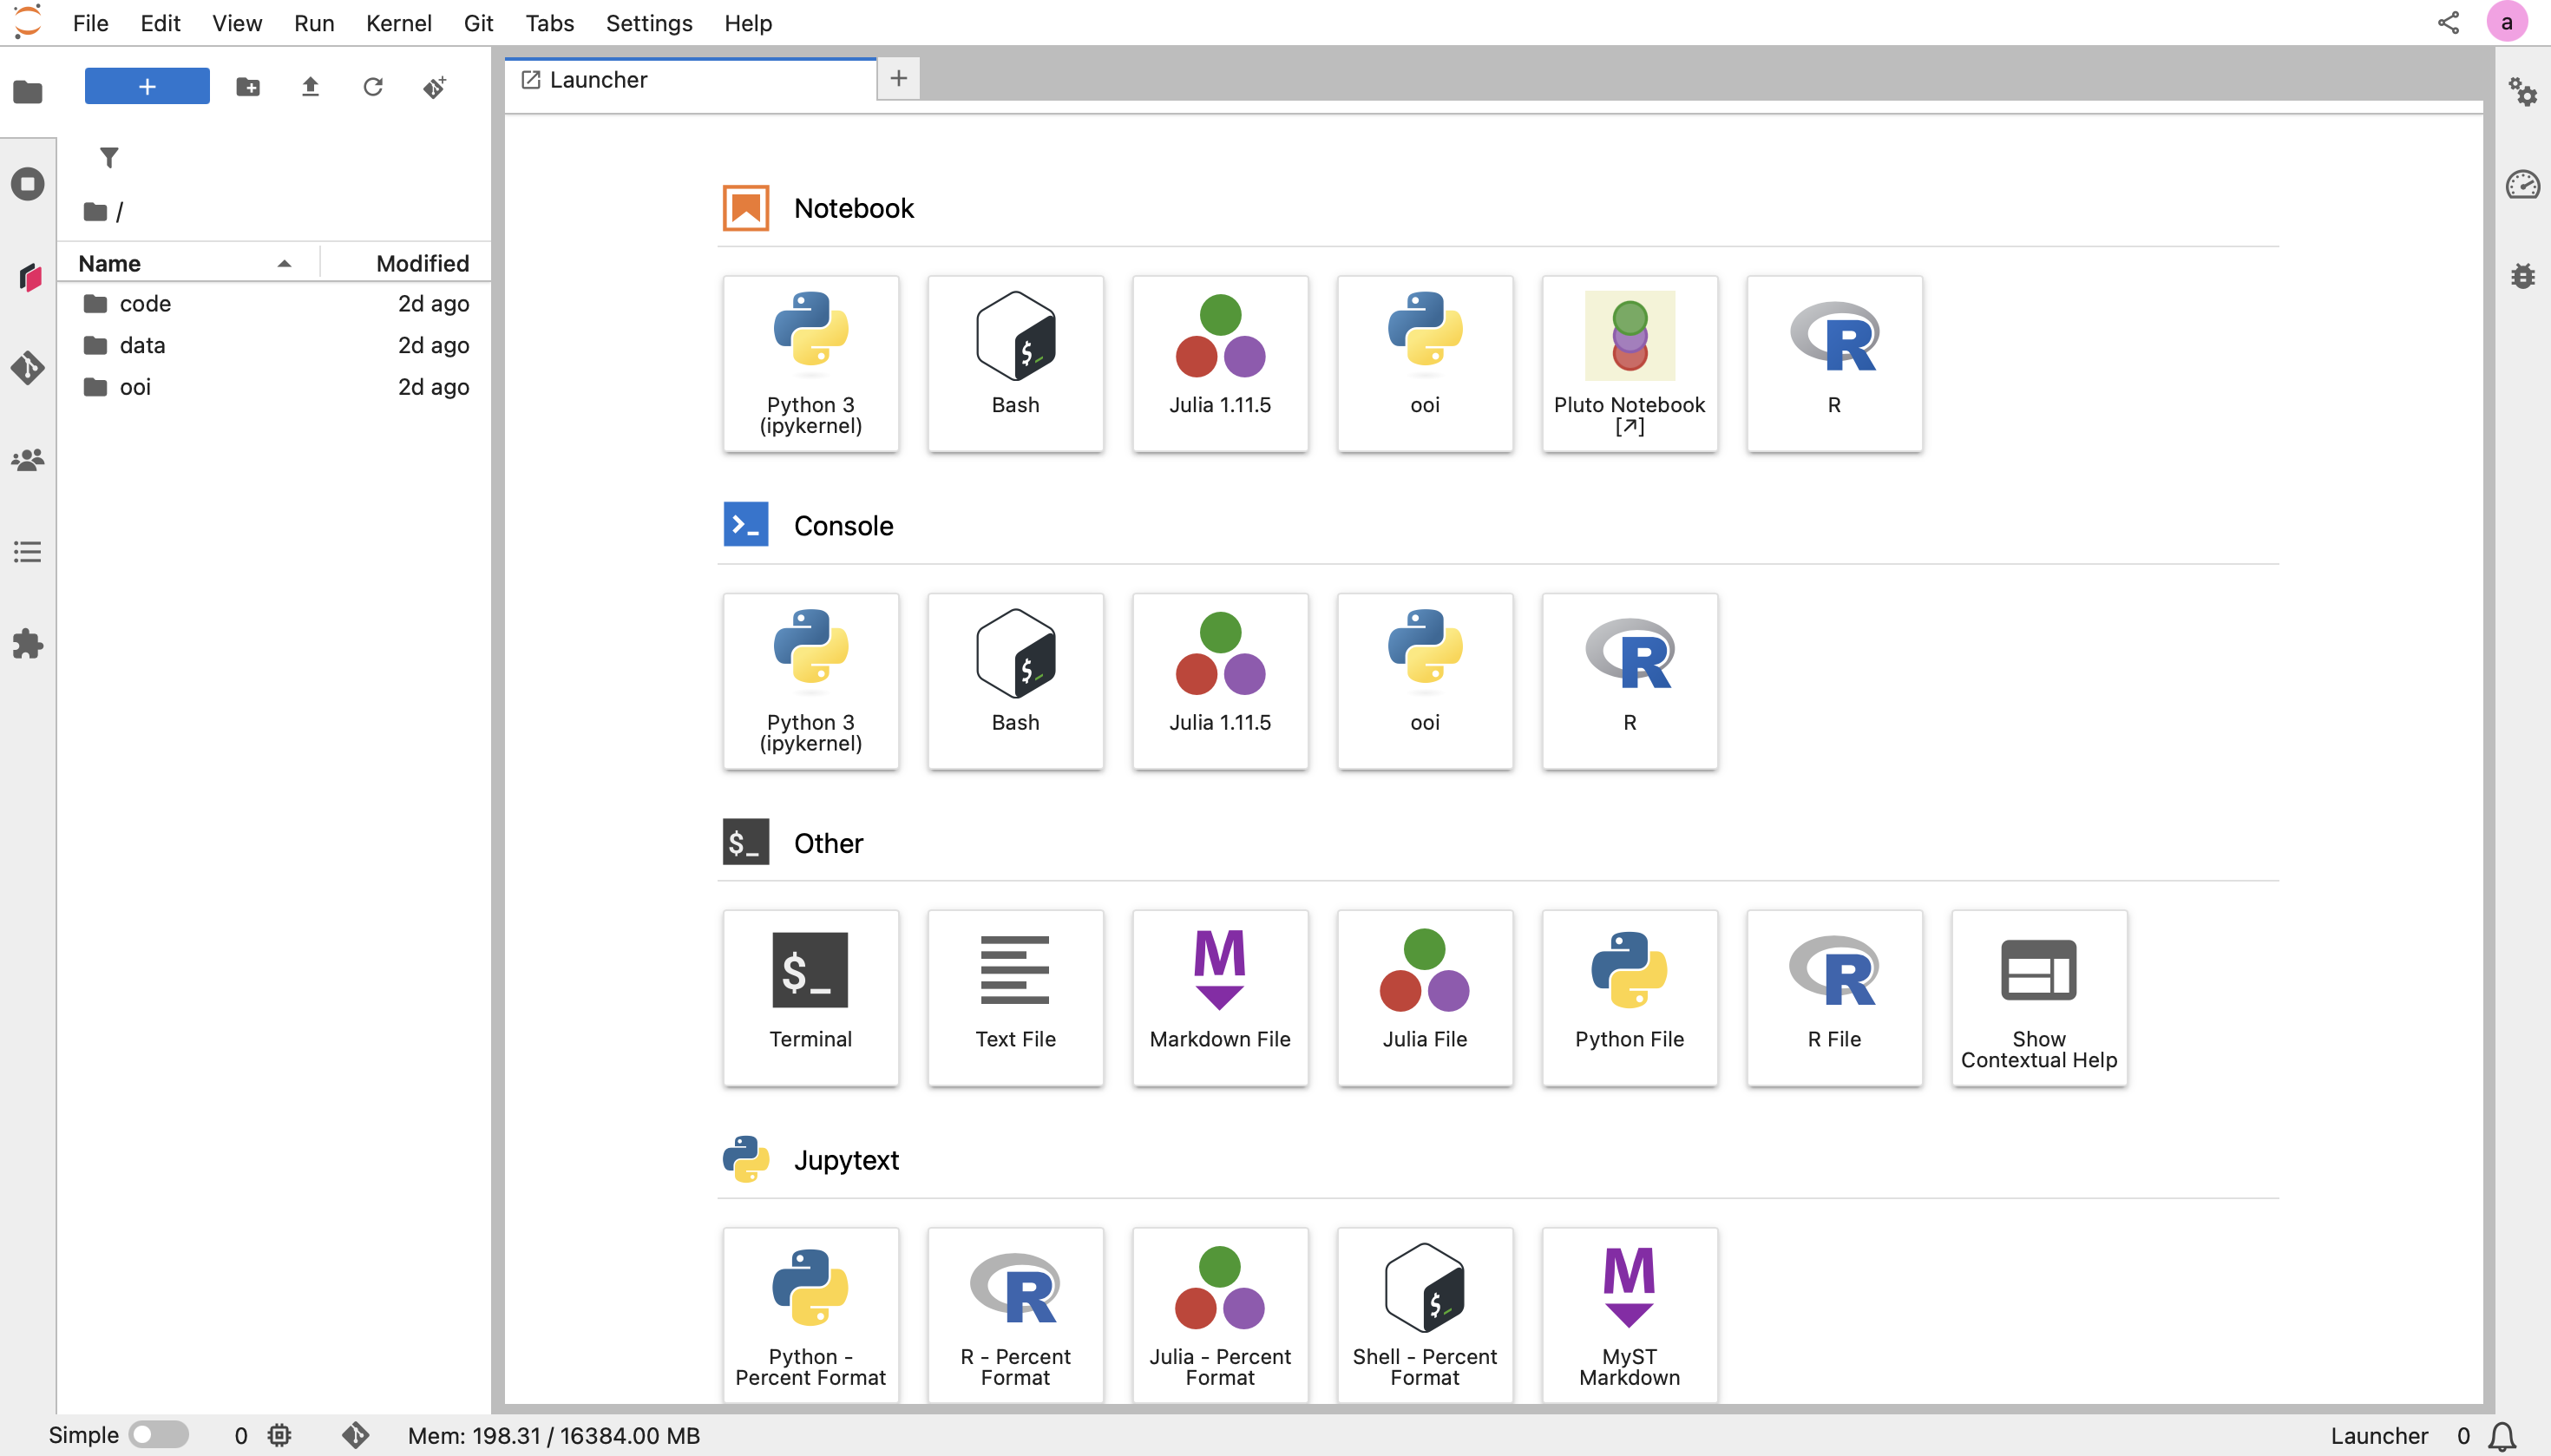 File Edit View Run Kernel Git Tabs Settings Help
a
Launcher
/
Name Modified
code 2d ago
data 2d ago
ooi 2d ago
Notebook
Python 3
(ipykernel)
Bash
Julia 1.11.5
ooi
Pluto Notebook
[↗]
R
Console
Python 3
(ipykernel)
Bash
Julia 1.11.5
ooi
R
$_ Other
Terminal
Text File
Markdown File
Julia File
Python File
R File
Show
Contextual Help
Jupytext
Python -
Percent Format
R - Percent
Format
Julia - Percent
Format
Shell - Percent
Format
MyST
Markdown
Simple 0 Mem: 198.31 / 16384.00 MB Launcher 0